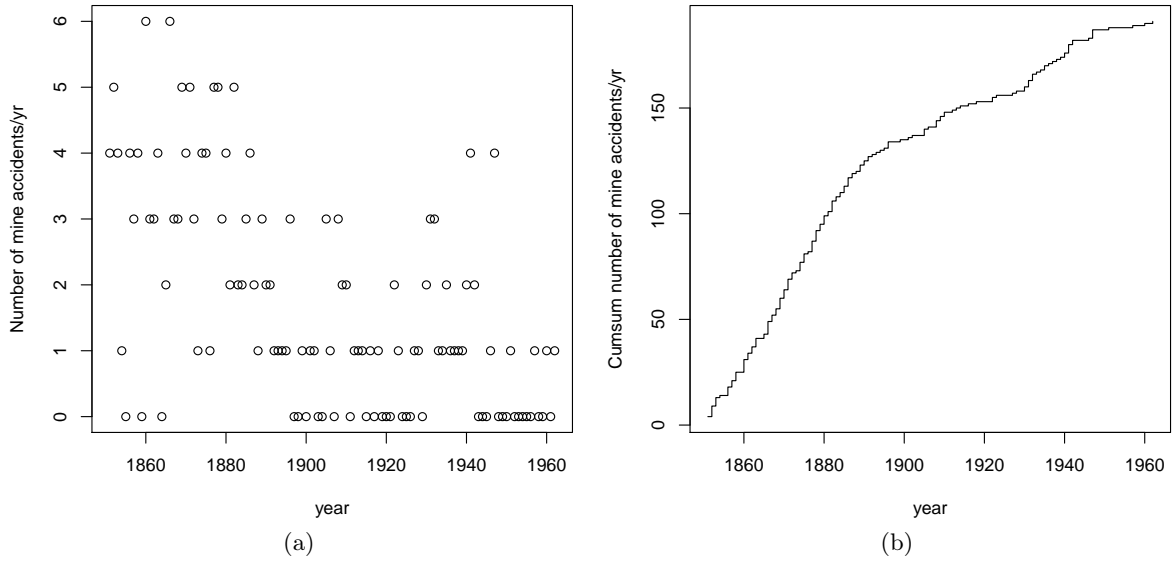 Number of mine accidents/yr
6
5
4
3
2
1
0
1860 1880 1900 1920 1940 1960
year
(a)
Cumsum number of mine accidents/yr
150
100
50
0
1860 1880 1900 1920 1940 1960
year
(b)